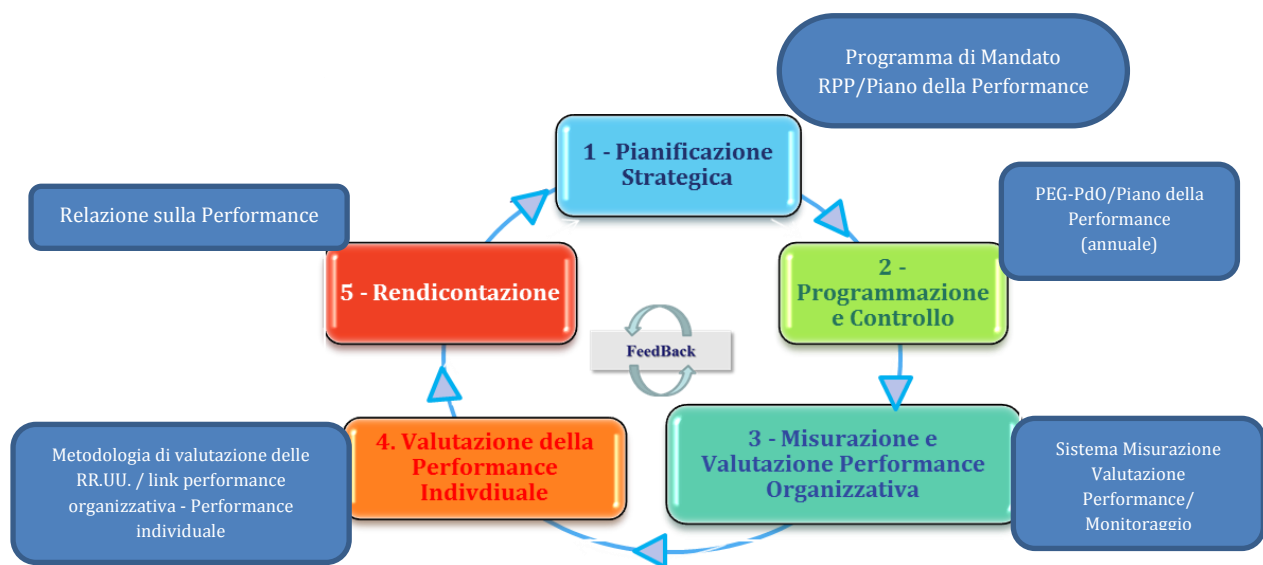 Programma di Mandato
RPP/Piano della Performance
1 - Pianificazione
Strategica
PEG-PdO/Piano della
Performance
(annuale)
2 -
Programmazione
e Controllo
Sistema Misurazione
Valutazione
Performance/
Monitoraggio
3 - Misurazione e
Valutazione Performance
Organizzativa
Metodologia di valutazione delle
RR.UU. / link performance
organizzativa - Performance
individuale
4. Valutazione della
Performance
Indivdiuale
Relazione sulla Performance
5 - Rendicontazione
FeedBack